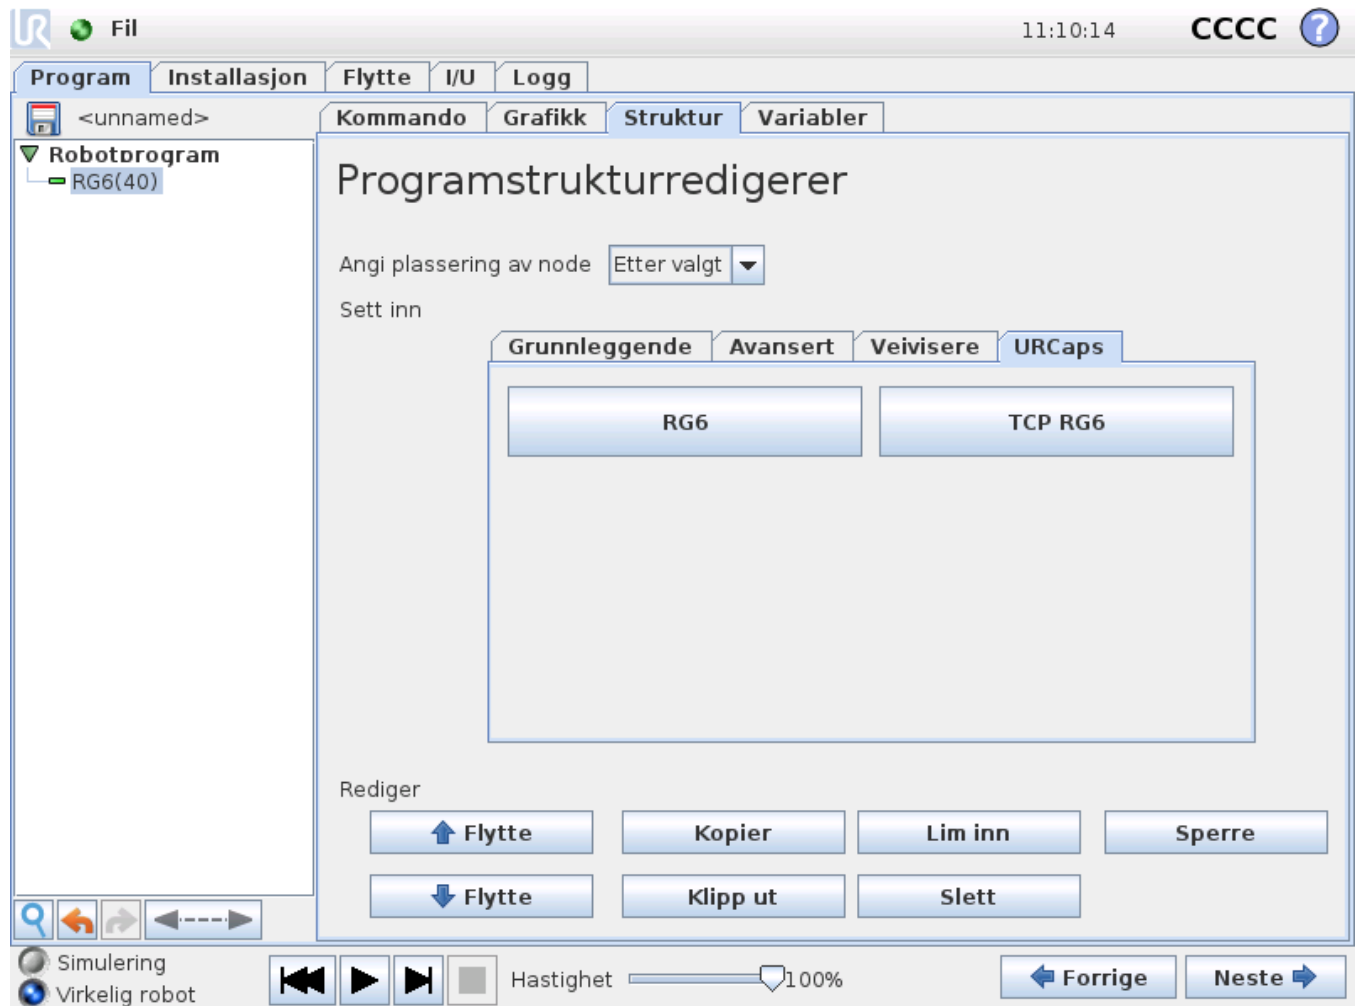 UR Fil 11:10:14 CCCC ?
Program Installasjon Flytte I/U Logg
<unnamed> Kommando Grafikk Struktur Variabler
Robotprogram
RG6(40)
Programstrukturredigerer
Angi plassering av node Etter valgt
Sett inn
Grunnleggende Avansert Veivisere URCaps
RG6 TCP RG6
Rediger
Flytte Kopier Lim inn Sperre
Flytte Klipp ut Slett
Simulering
Virkelig robot
Hastighet 100% Forrige Neste